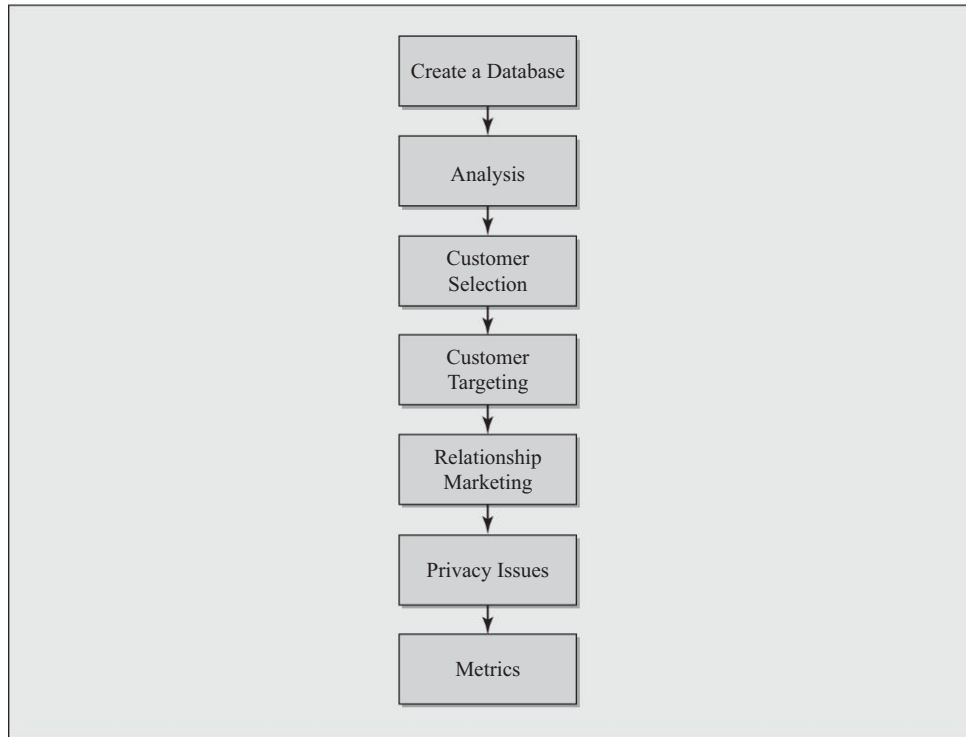 Create a Database
Analysis
Customer
Selection
Customer
Targeting
Relationship
Marketing
Privacy Issues
Metrics